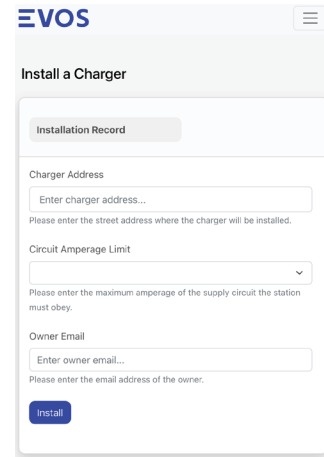 EVOS
Install a Charger
Installation Record
Charger Address
Enter charger address...
Please enter the street address where the charger will be installed.
Circuit Amperage Limit
Please enter the maximum amperage of the supply circuit the station
must obey.
Owner Email
Enter owner email...
Please enter the email address of the owner.
Install